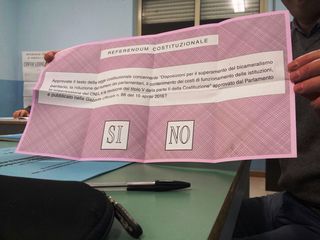 REFERENDUM COSTITUZIONALE
Approvate il testo della legge costituzionale concernente "Disposizioni per il superamento del bicameralismo
paritario, la riduzione del numero dei parlamentari, il contenimento dei costi di funzionamento delle istituzioni,
la soppressione del CNEL e la revisione del titolo V della parte II della Costituzione" approvato dal Parlamento
e pubblicato nella Gazzetta Ufficiale n. 88 del 15 aprile 2016?
SI NO